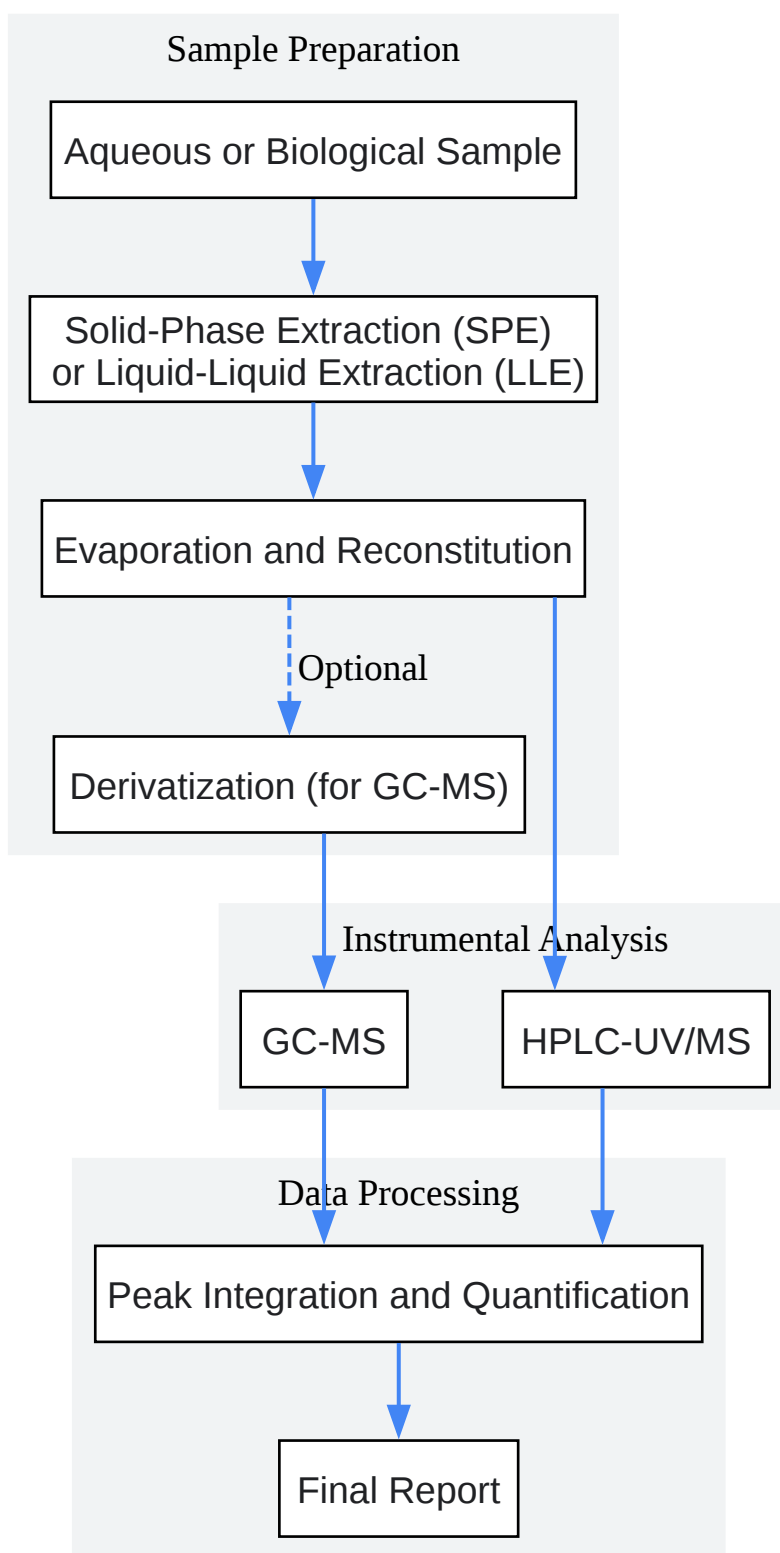 Sample Preparation
Aqueous or Biological Sample
Solid-Phase Extraction (SPE)
or Liquid-Liquid Extraction (LLE)
Evaporation and Reconstitution
Optional
Derivatization (for GC-MS)
Instrumental Analysis
GC-MS
HPLC-UV/MS
Data Processing
Peak Integration and Quantification
Final Report